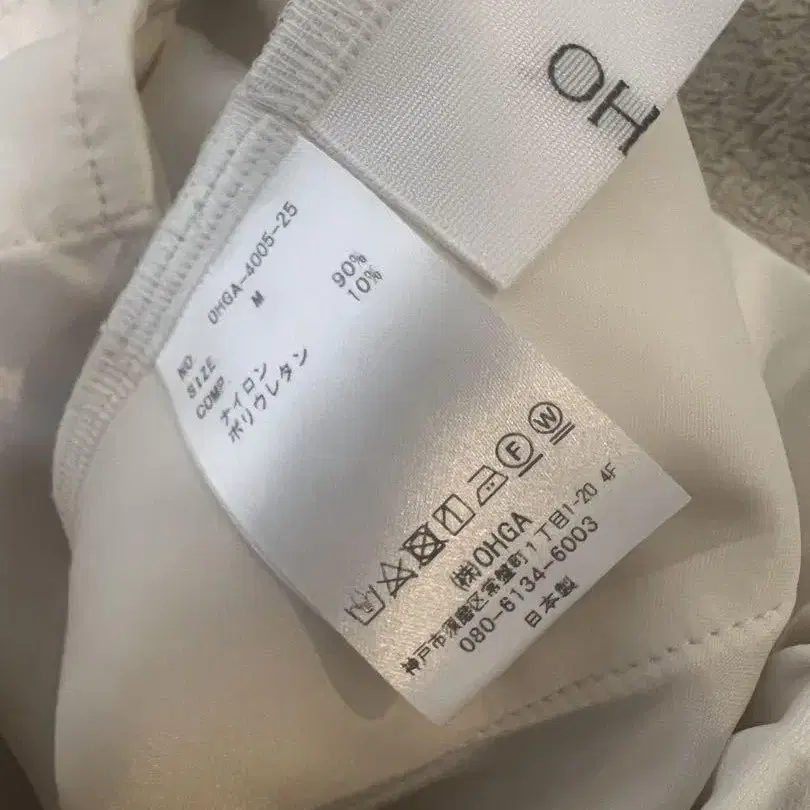 OH
NO. OHGA-4005-25
SIZE M
COMP.
ナイロン 90%
ポリウレタン 10%
F W
(株)OHGA
神戸市須磨区常盤町1丁目1-20 4F
080-6134-6003
日本製